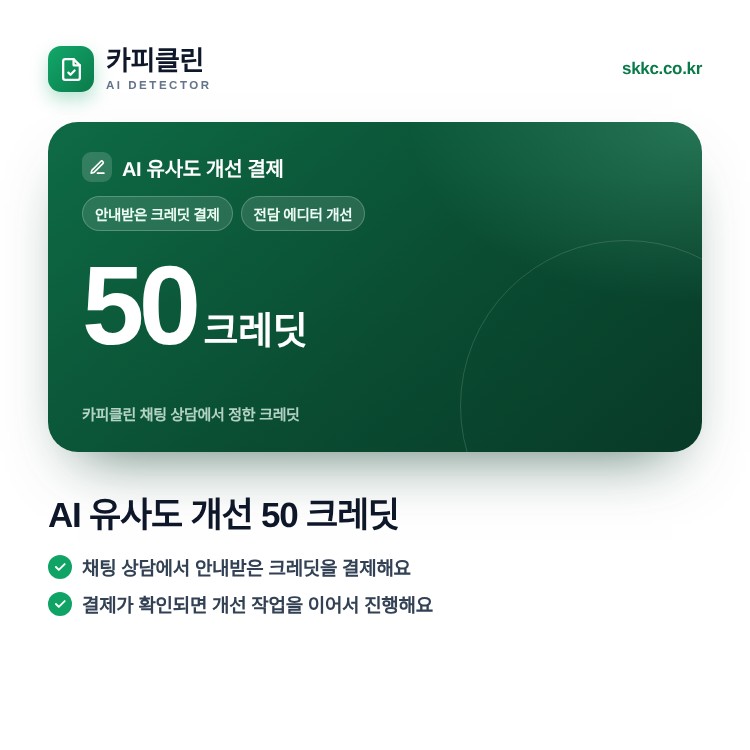 카피클린
AI DETECTOR
skkc.co.kr
AI 유사도 개선 결제
안내받은 크레딧 결제
전담 에디터 개선
50 크레딧
카피클린 채팅 상담에서 정한 크레딧
AI 유사도 개선 50 크레딧
채팅 상담에서 안내받은 크레딧을 결제해요
결제가 확인되면 개선 작업을 이어서 진행해요